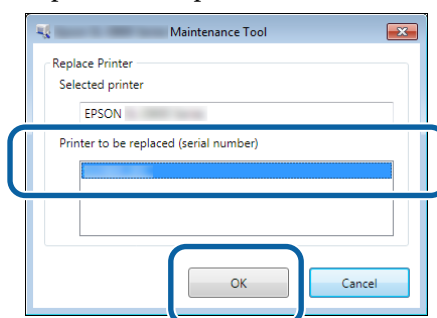 Maintenance Tool
Replace Printer
Selected printer
EPSON
Printer to be replaced (serial number)
OK
Cancel